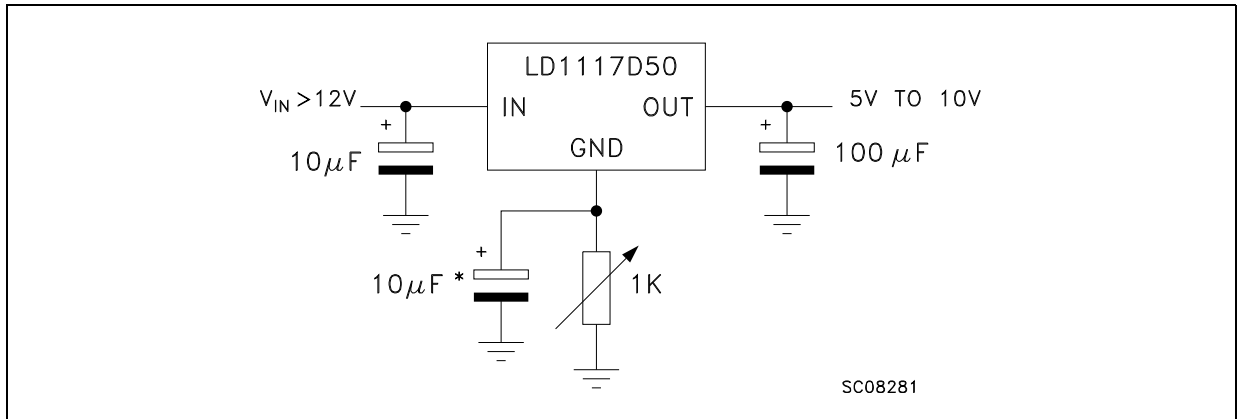 LD1117D50
V_IN >12V
IN
OUT
5V TO 10V
+
10μF
GND
+
100 μF
+
10μF *
1K
SC08281